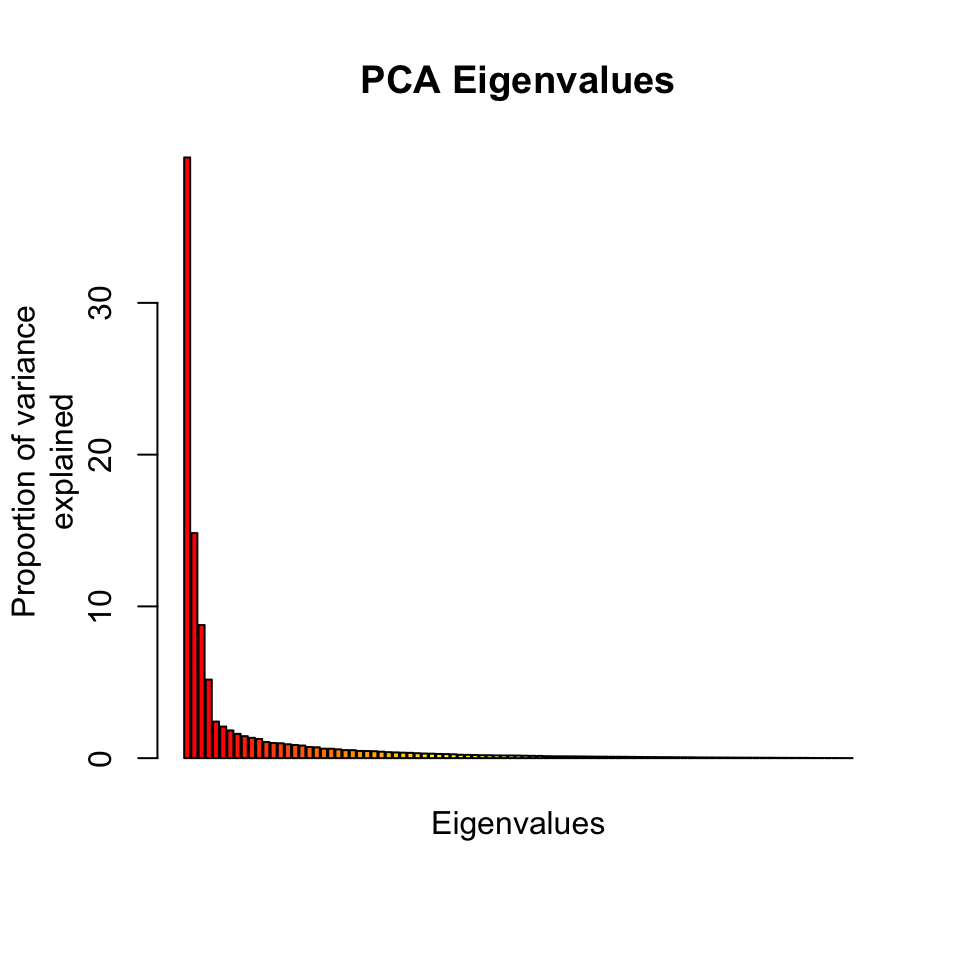 PCA Eigenvalues
Proportion of variance
explained
30
20
10
0
Eigenvalues